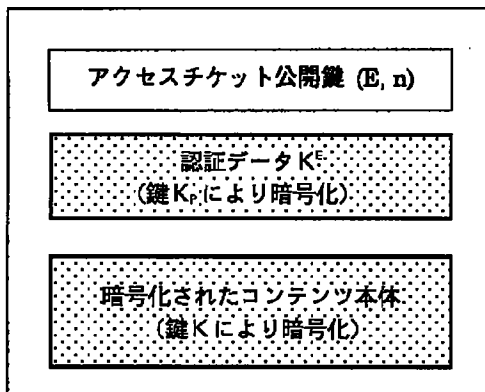 アクセスチケット公開鍵 (E, n)
認証データK^E
(鍵K_Pにより暗号化)
暗号化されたコンテンツ本体
(鍵Kにより暗号化)